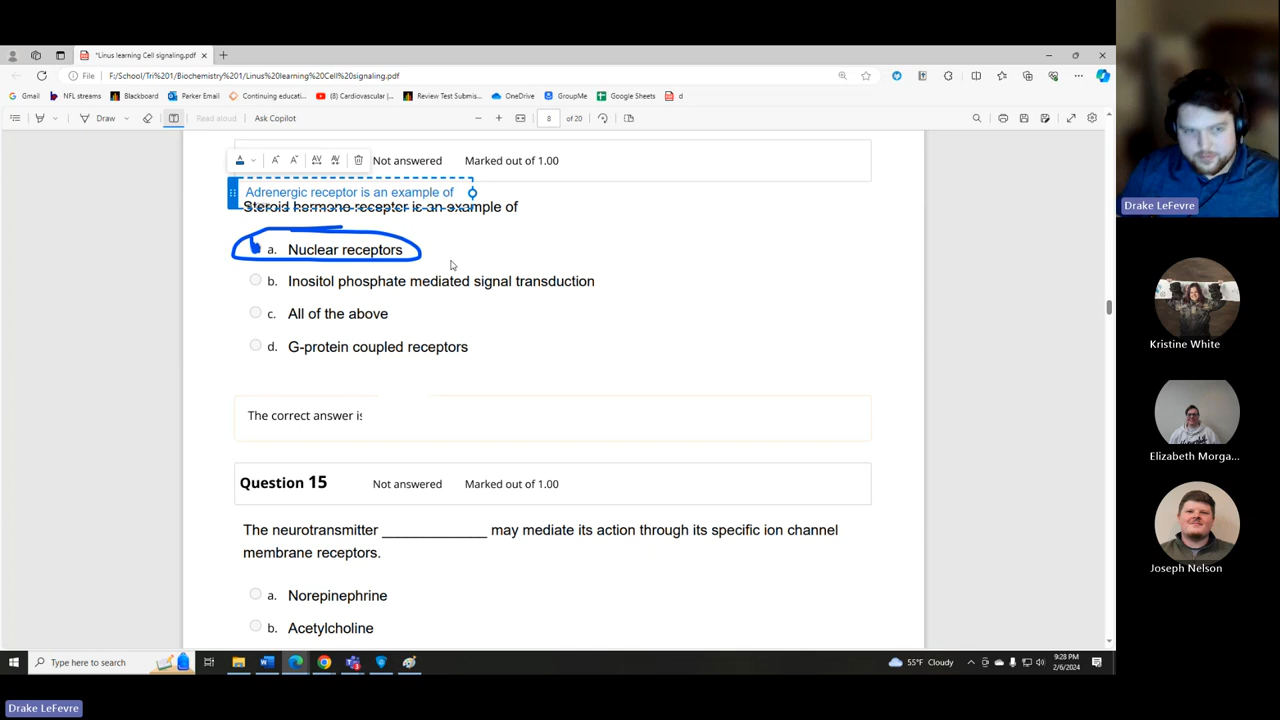 *Linus learning Cell signaling.pdf
File
F:/School/Tri%201/Biochemistry%201/Linus%20learning%20Cell%20signaling.pdf
Gmail
NFL streams
Blackboard
Parker Email
Continuing educati...
(8) Cardiovascular |...
Review Test Submis...
OneDrive
GroupMe
Google Sheets
d
Draw
Read aloud
Ask Copilot
8
of 20
Not answered
Marked out of 1.00
Adrenergic receptor is an example of
Steroid hormone receptor is an example of
a. Nuclear receptors
b. Inositol phosphate mediated signal transduction
c. All of the above
d. G-protein coupled receptors
The correct answer is
Question 15
Not answered
Marked out of 1.00
The neurotransmitter ______________ may mediate its action through its specific ion channel
membrane receptors.
a. Norepinephrine
b. Acetylcholine
Drake LeFevre
Kristine White
Elizabeth Morga...
Joseph Nelson
Type here to search
55°F Cloudy
9:28 PM
2/6/2024
Drake LeFevre